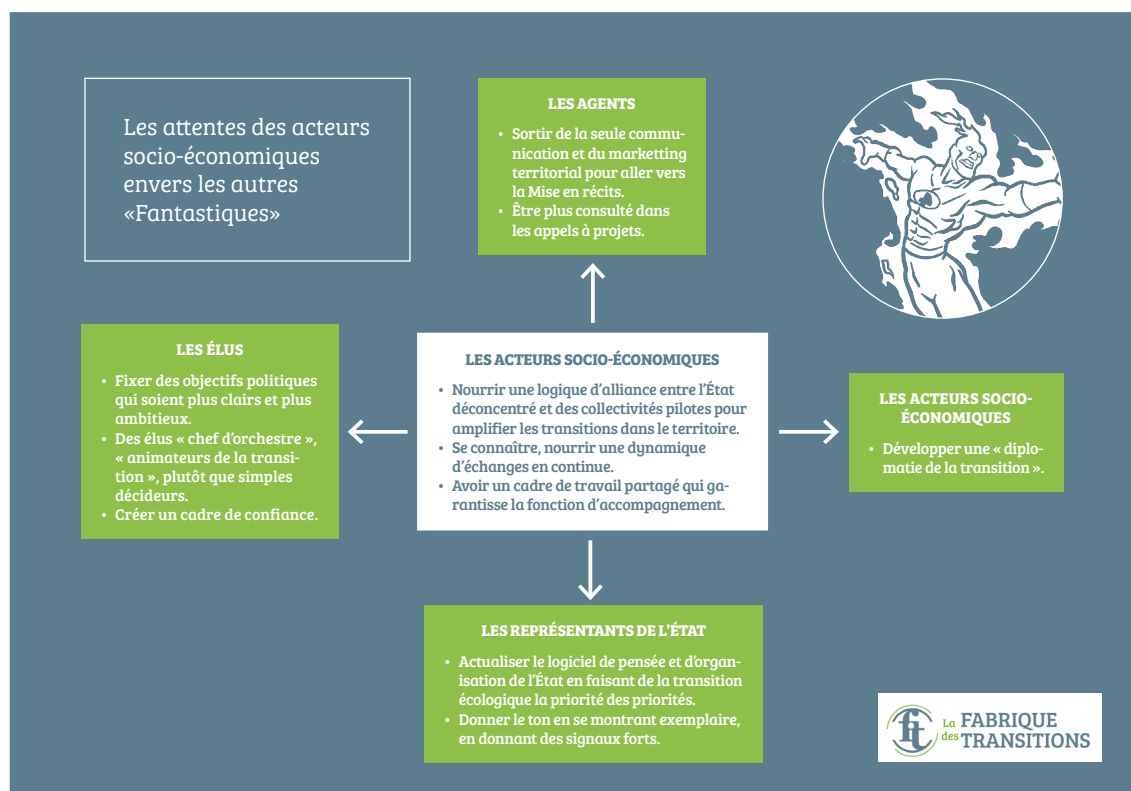 Les attentes des acteurs
socio-économiques
envers les autres
«Fantastiques»
LES AGENTS
• Sortir de la seule commu-
nication et du marketting
territorial pour aller vers
la Mise en récits.
• Être plus consulté dans
les appels à projets.
LES ÉLUS
• Fixer des objectifs politiques
qui soient plus clairs et plus
ambitieux.
• Des élus « chef d’orchestre »,
« animateurs de la transi-
tion », plutôt que simples
décideurs.
• Créer un cadre de confiance.
LES ACTEURS SOCIO-ÉCONOMIQUES
• Nourrir une logique d’alliance entre l’État
déconcentré et des collectivités pilotes pour
amplifier les transitions dans le territoire.
• Se connaître, nourrir une dynamique
d’échanges en continue.
• Avoir un cadre de travail partagé qui ga-
rantisse la fonction d’accompagnement.
LES ACTEURS SOCIO-
ÉCONOMIQUES
• Développer une « diplo-
matie de la transition ».
LES REPRÉSENTANTS DE L’ÉTAT
• Actualiser le logiciel de pensée et d’organ-
isation de l’État en faisant de la transition
écologique la priorité des priorités.
• Donner le ton en se montrant exemplaire,
en donnant des signaux forts.
ft
La FABRIQUE
des TRANSITIONS